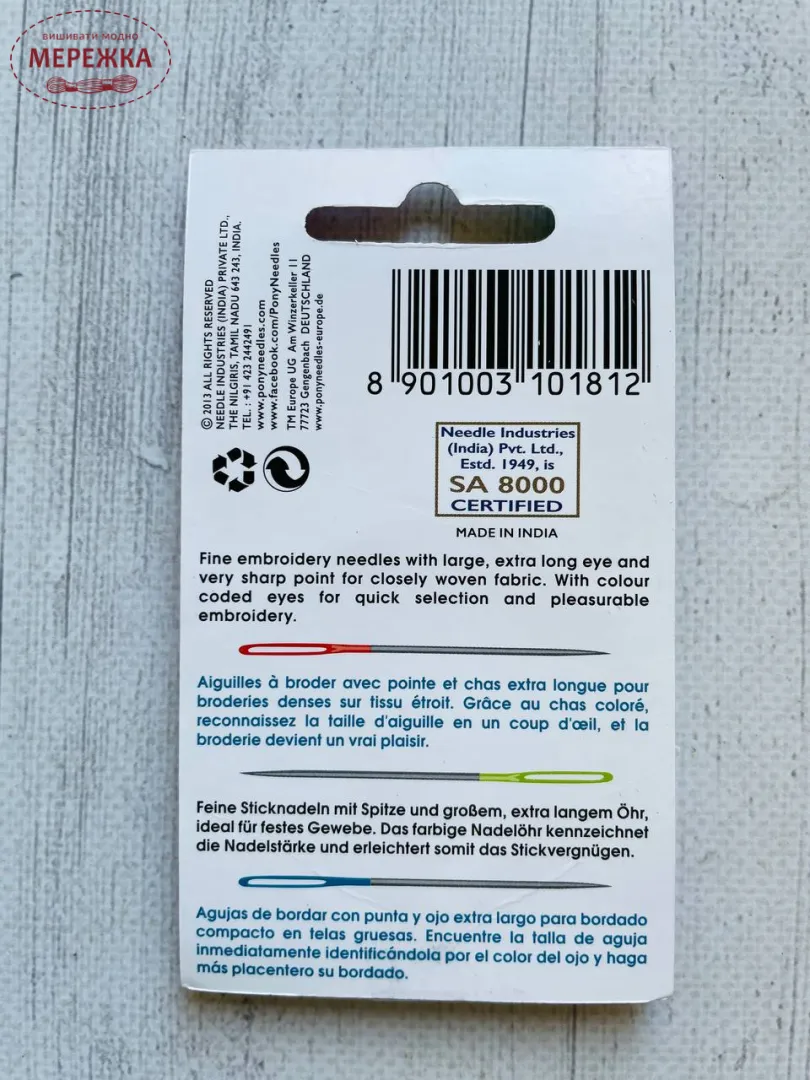 вишивати модно
МЕРЕЖКА
© 2013 ALL RIGHTS RESERVED
NEEDLE INDUSTRIES (INDIA) PRIVATE LTD.,
THE NILGIRIS, TAMIL NADU 643 243, INDIA.
TEL. : +91 423 2442491
www.ponyneedles.com
www.facebook.com/PonyNeedles
TM Europe UG Am Winzerkeller 11
77723 Gengenbach DEUTSCHLAND
www.ponyneedles-europe.de
8 901003 101812
Needle Industries
(India) Pvt. Ltd.,
Estd. 1949, is
SA 8000
CERTIFIED
MADE IN INDIA
Fine embroidery needles with large, extra long eye and
very sharp point for closely woven fabric. With colour
coded eyes for quick selection and pleasurable
embroidery.
Aiguilles à broder avec pointe et chas extra longue pour
broderies denses sur tissu étroit. Grâce au chas coloré,
reconnaissez la taille d'aiguille en un coup d'œil, et la
broderie devient un vrai plaisir.
Feine Sticknadeln mit Spitze und großem, extra langem Öhr,
ideal für festes Gewebe. Das farbige Nadelöhr kennzeichnet
die Nadelstärke und erleichtert somit das Stickvergnügen.
Agujas de bordar con punta y ojo extra largo para bordado
compacto en telas gruesas. Encuentre la talla de aguja
inmediatamente identificándola por el color del ojo y haga
más placentero su bordado.